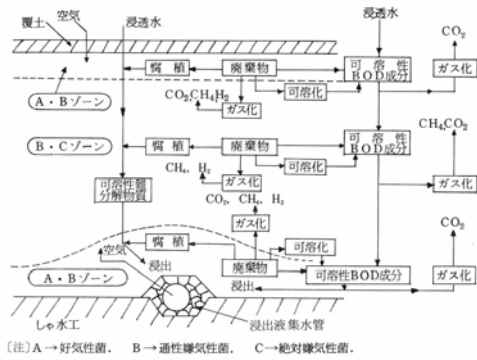 覆土
空気
浸透水
浸透水
CO₂
A・Bゾーン
腐植
廃棄物
可溶性
BOD成分
ガス化
CO₂,CH₄,H₂
ガス化
可溶化
B・Cゾーン
腐植
廃棄物
可溶性
BOD成分
CH₄,CO₂
CH₄, H₂
ガス化
可溶化
可溶性難
分解物質
CO₂, CH₄, H₂
ガス化
ガス化
CO₂
腐植
可溶化
空気
浸出
廃棄物
可溶性BOD成分
ガス化
A・Bゾーン
浸出
しゃ水工
浸出液集水管
〔注〕A→好気性菌. B→通性嫌気性菌. C→絶対嫌気性菌.